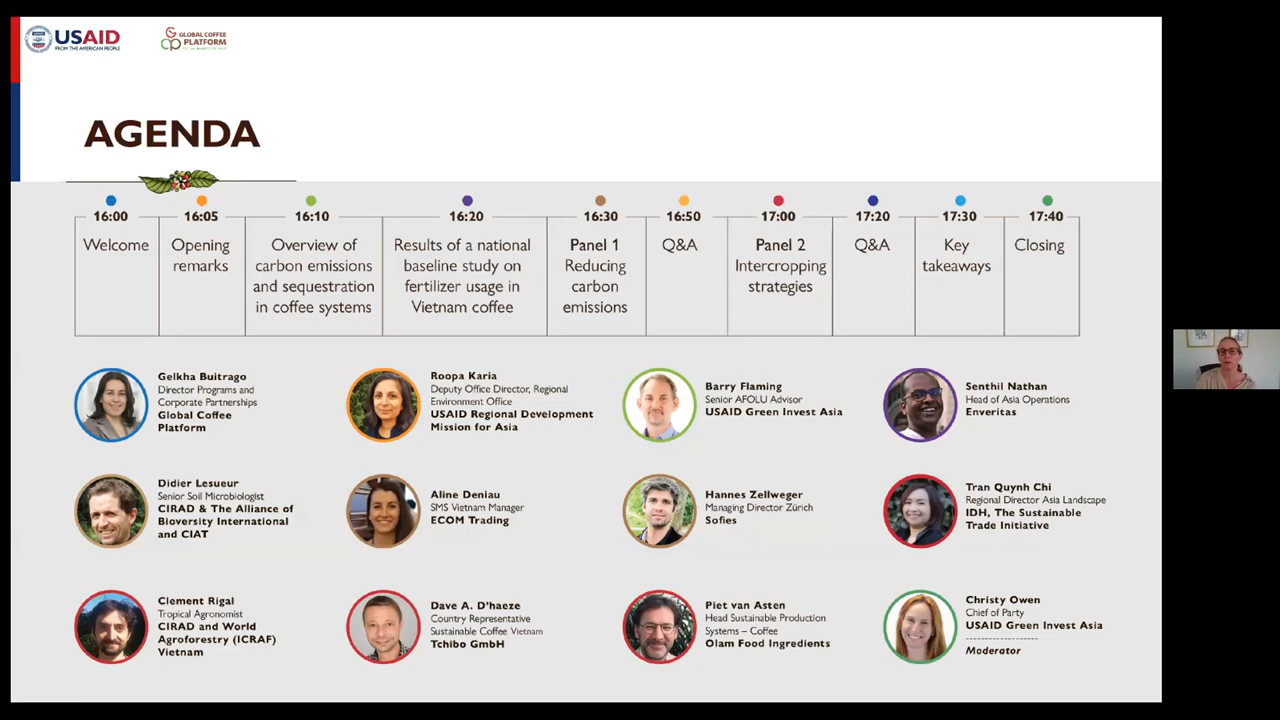 USAID
FROM THE AMERICAN PEOPLE
GLOBAL COFFEE
PLATFORM
AGENDA
16:00
16:05
16:10
16:20
16:30
16:50
17:00
17:20
17:30
17:40
Welcome
Opening
remarks
Overview of
carbon emissions
and sequestration
in coffee systems
Results of a national
baseline study on
fertilizer usage in
Vietnam coffee
Panel 1
Reducing
carbon
emissions
Q&A
Panel 2
Intercropping
strategies
Q&A
Key
takeaways
Closing
Gelkha Buitrago
Director Programs and
Corporate Partnerships
Global Coffee
Platform
Roopa Karia
Deputy Office Director, Regional
Environment Office
USAID Regional Development
Mission for Asia
Barry Flaming
Senior AFOLU Advisor
USAID Green Invest Asia
Senthil Nathan
Head of Asia Operations
Enveritas
Didier Lesueur
Senior Soil Microbiologist
CIRAD & The Alliance of
Bioversity International
and CIAT
Aline Deniau
SMS Vietnam Manager
ECOM Trading
Hannes Zellweger
Managing Director Zürich
Sofies
Tran Quynh Chi
Regional Director Asia Landscape
IDH, The Sustainable
Trade Initiative
Clement Rigal
Tropical Agronomist
CIRAD and World
Agroforestry (ICRAF)
Vietnam
Dave A. D'haeze
Country Representative
Sustainable Coffee Vietnam
Tchibo GmbH
Piet van Asten
Head Sustainable Production
Systems – Coffee
Olam Food Ingredients
Christy Owen
Chief of Party
USAID Green Invest Asia
Moderator